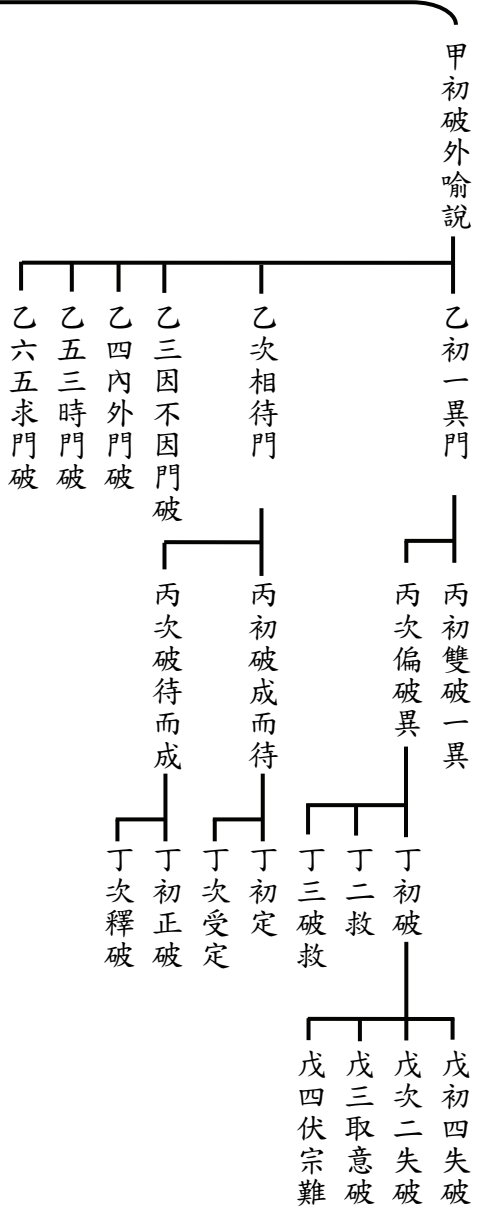 甲初破外喻說
乙初一異門
丙初雙破一異
丙次偏破異
丁初破
戊初四失破
戊次二失破
戊三取意破
戊四伏宗難
丁二救
丁三破救
乙次相待門
丙初破成而待
丁初定
丁次受定
丙次破待而成
丁初正破
丁次釋破
乙三因不因門破
乙四內外門破
乙五三時門破
乙六五求門破